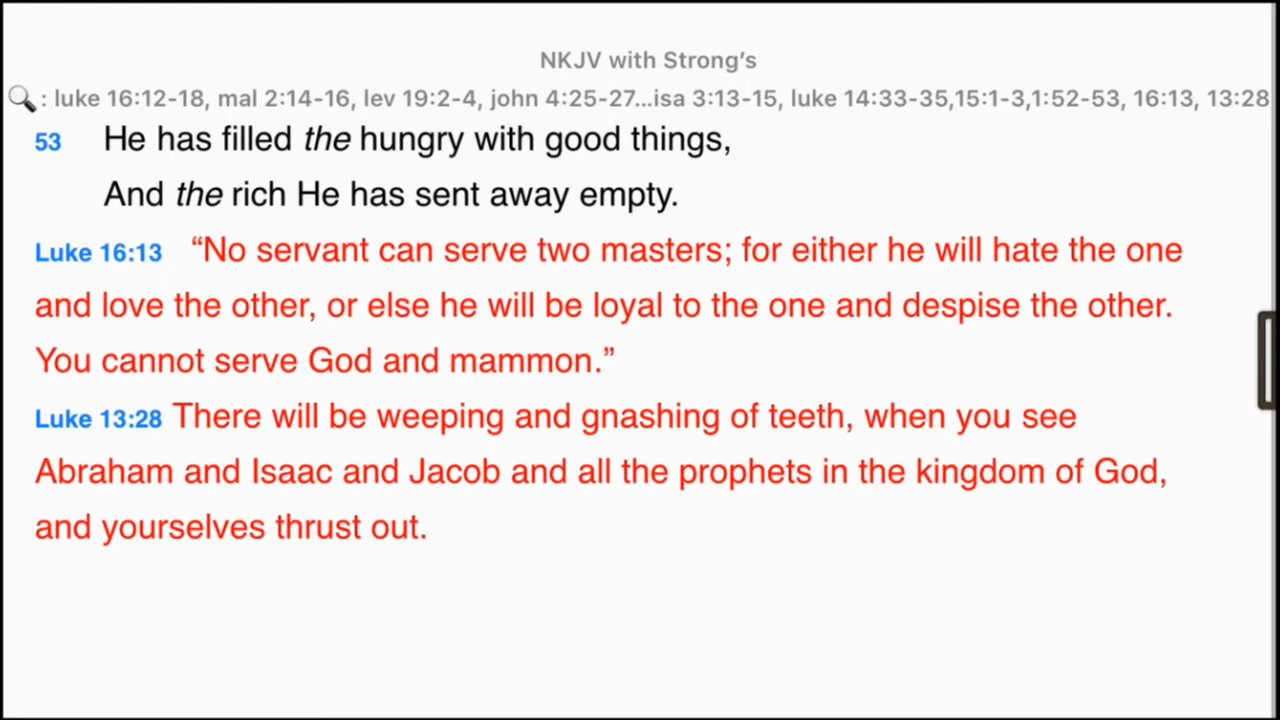 NKJV with Strong’s
: luke 16:12-18, mal 2:14-16, lev 19:2-4, john 4:25-27...isa 3:13-15, luke 14:33-35,15:1-3,1:52-53, 16:13, 13:28
53 He has filled the hungry with good things,
And the rich He has sent away empty.
Luke 16:13 “No servant can serve two masters; for either he will hate the one
and love the other, or else he will be loyal to the one and despise the other.
You cannot serve God and mammon.”
Luke 13:28 There will be weeping and gnashing of teeth, when you see
Abraham and Isaac and Jacob and all the prophets in the kingdom of God,
and yourselves thrust out.